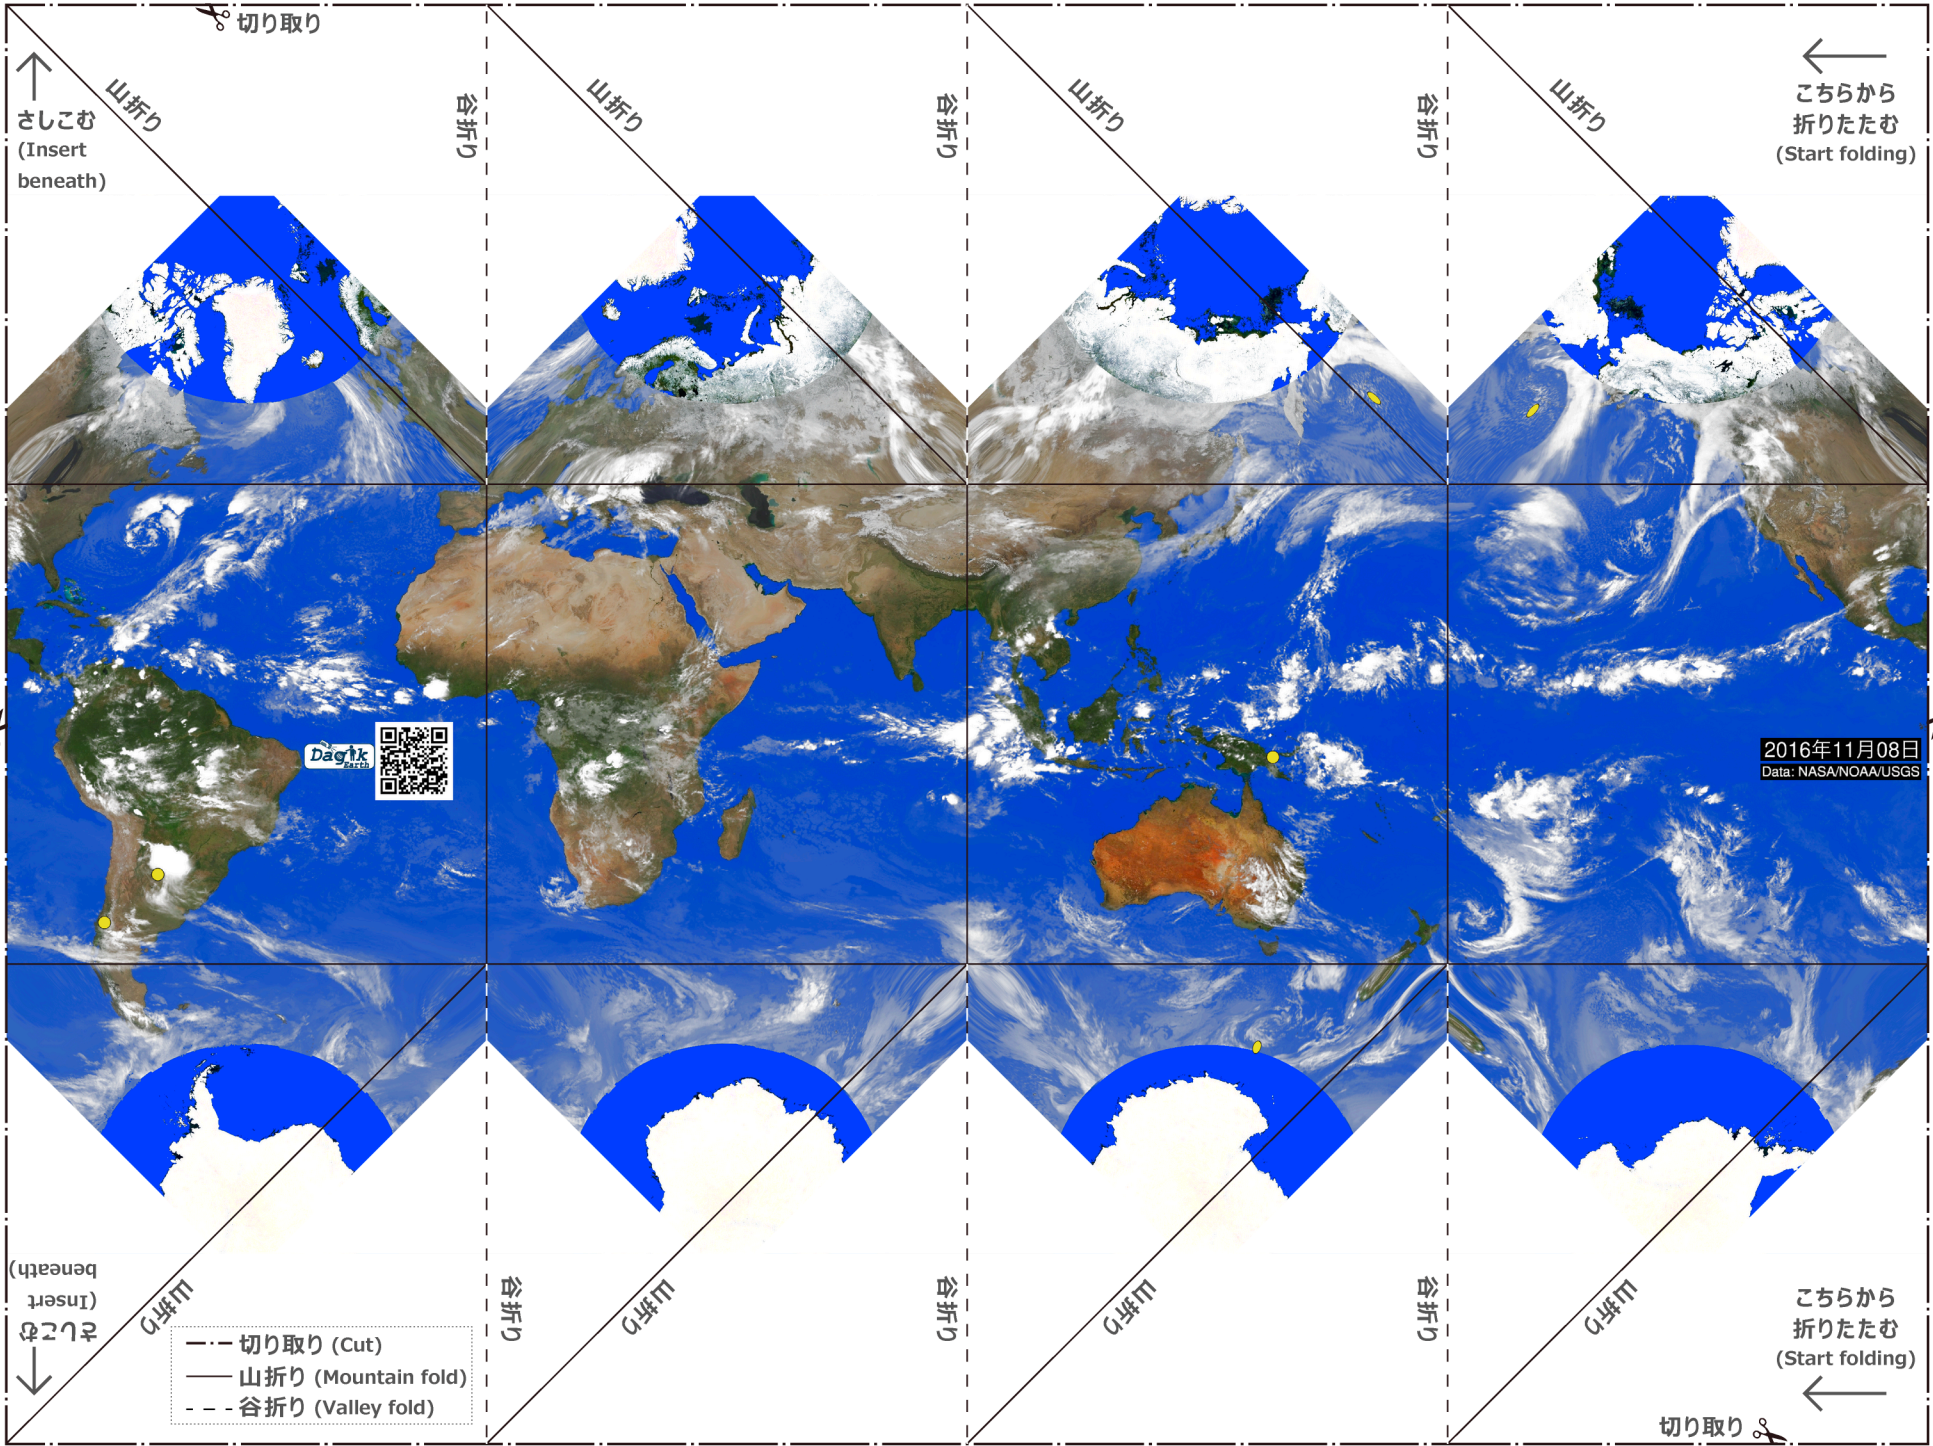 切り取り
山折り
谷折り
山折り
谷折り
山折り
谷折り
山折り
さしこむ
(Insert
beneath)
こちらから
折りたたむ
(Start folding)
Dagik
Earth
2016年11月08日
Data: NASA/NOAA/USGS
さしこむ
(Insert
beneath)
山折り
谷折り
山折り
谷折り
山折り
谷折り
山折り
こちらから
折りたたむ
(Start folding)
切り取り (Cut)
山折り (Mountain fold)
谷折り (Valley fold)
切り取り